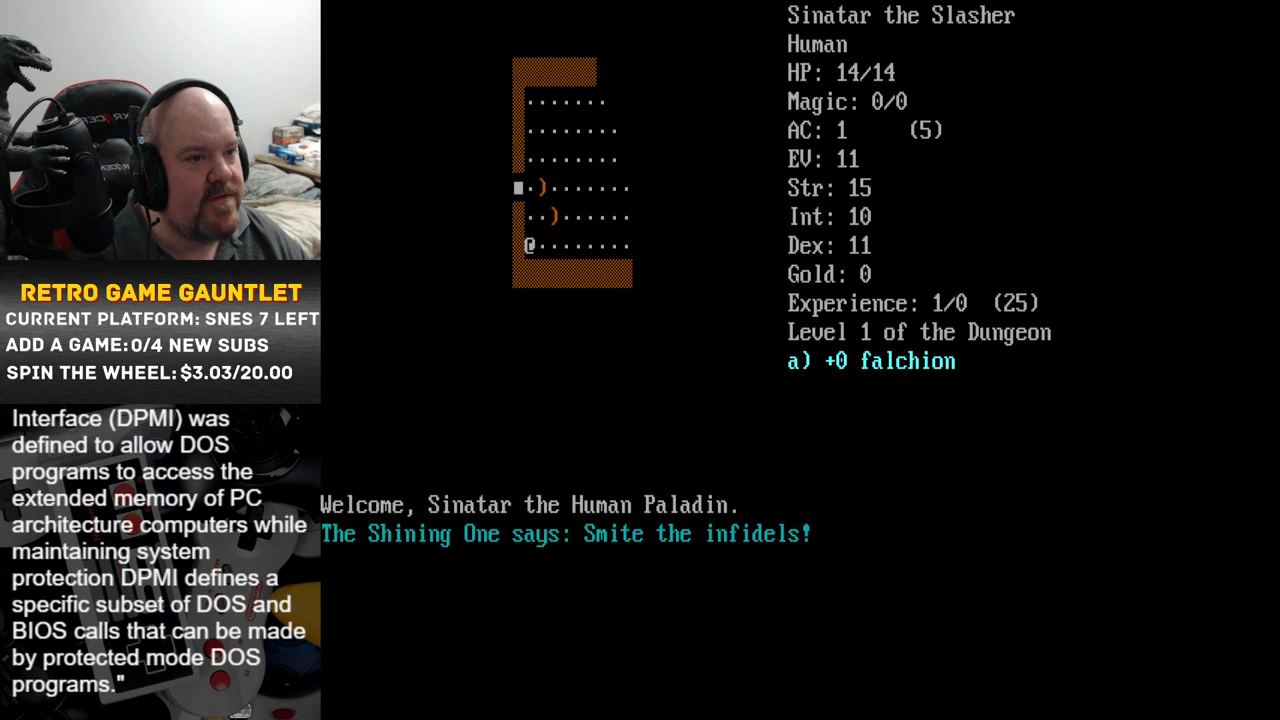 Sinatar the Slasher
Human
HP: 14/14
Magic: 0/0
AC: 1 (5)
EV: 11
Str: 15
Int: 10
Dex: 11
Gold: 0
Experience: 1/0 (25)
Level 1 of the Dungeon
a) +0 falchion
.......
........
........
.).......
..)......
@........
Welcome, Sinatar the Human Paladin.
The Shining One says: Smite the infidels!
RETRO GAME GAUNTLET
CURRENT PLATFORM: SNES 7 LEFT
ADD A GAME:0/4 NEW SUBS
SPIN THE WHEEL: $3.03/20.00
Interface (DPMI) was
defined to allow DOS
programs to access the
extended memory of PC
architecture computers while
maintaining system
protection DPMI defines a
specific subset of DOS and
BIOS calls that can be made
by protected mode DOS
programs."